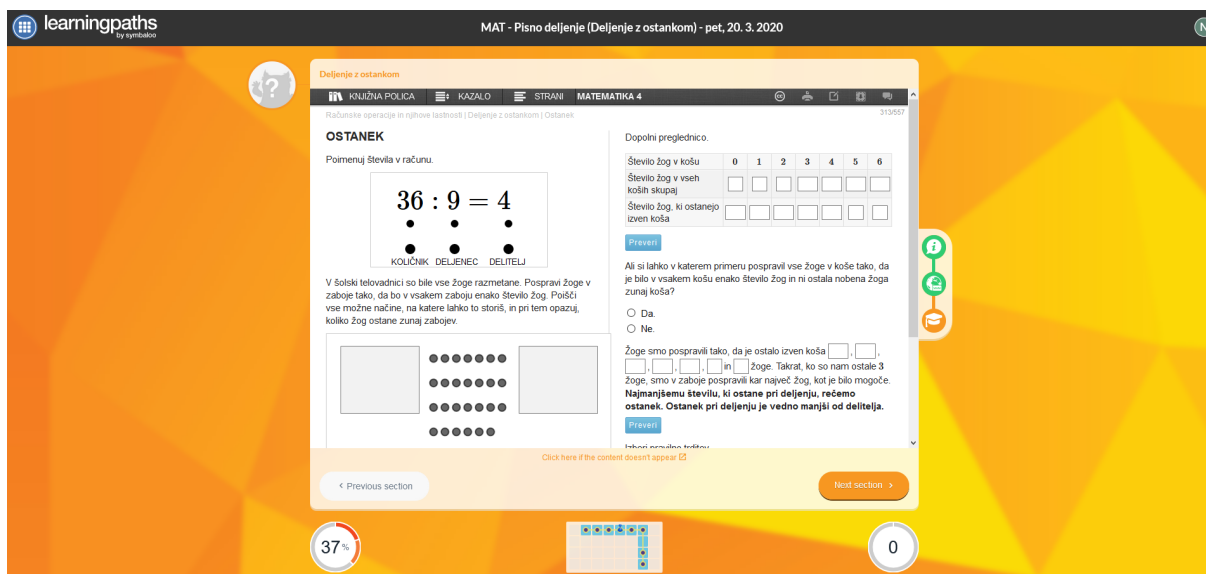 learningpaths
by symbaloo
MAT - Pisno deljenje (Deljenje z ostankom) - pet, 20. 3. 2020
N
Deljenje z ostankom
KNJIŽNA POLICA KAZALO STRANI MATEMATIKA 4
Računske operacije in njihove lastnosti | Deljenje z ostankom | Ostanek
313/557
OSTANEK
Poimenuj števila v računu.
36 : 9 = 4
KOLIČNIK DELJENEC DELITELJ
V šolski telovadnici so bile vse žoge razmetane. Pospravi žoge v
zaboje tako, da bo v vsakem zaboju enako število žog. Poišči
vse možne načine, na katere lahko to storiš, in pri tem opazuj,
koliko žog ostane zunaj zabojev.
Dopolni preglednico.
Število žog v košu 0 1 2 3 4 5 6
Število žog v vseh
koših skupaj
Število žog, ki ostanejo
izven koša
Preveri
Ali si lahko v katerem primeru pospravil vse žoge v koše tako, da
je bilo v vsakem košu enako število žog in ni ostala nobena žoga
zunaj koša?
Da.
Ne.
Žoge smo pospravili tako, da je ostalo izven koša , ,
, , , in žoge. Takrat, ko so nam ostale 3
žoge, smo v zaboje pospravili kar največ žog, kot je bilo mogoče.
Najmanjšemu številu, ki ostane pri deljenju, rečemo
ostanek. Ostanek pri deljenju je vedno manjši od delitelja.
Preveri
Click here if the content doesn't appear
< Previous section
Next section >
37%
0